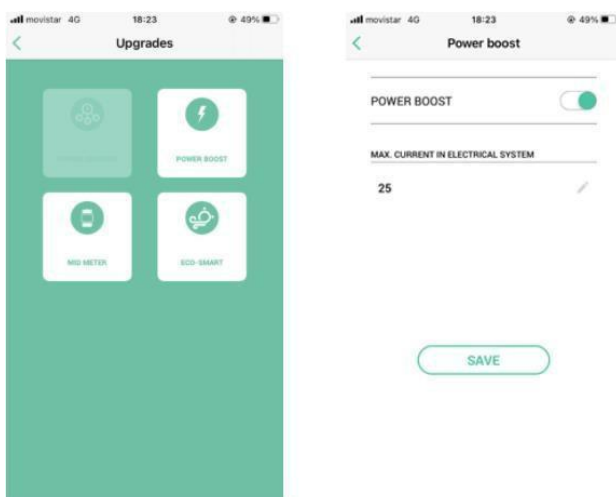 movistar 4G 18:23 49%
Upgrades
POWER BOOST
MID METER
ECO-SMART
movistar 4G 18:23 49%
Power boost
POWER BOOST
MAX. CURRENT IN ELECTRICAL SYSTEM
25
SAVE